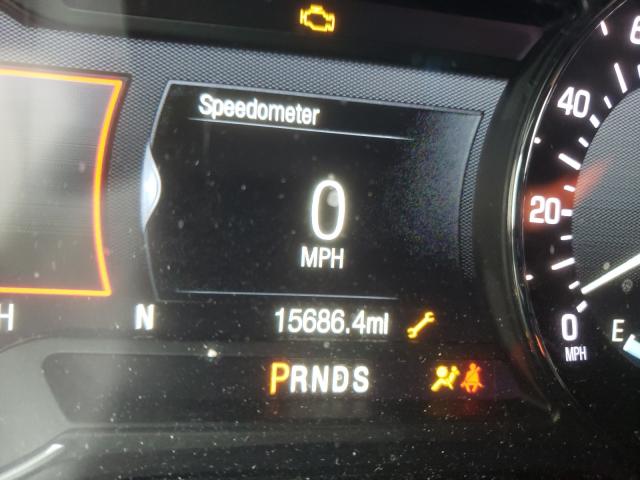 Speedometer
0
MPH
H
N
15686.4mi
PRNDS
40
20
0
MPH
E